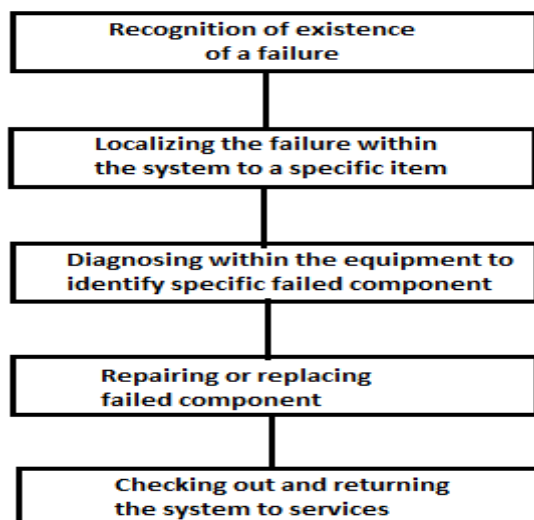 Recognition of existence
of a failure
Localizing the failure within
the system to a specific item
Diagnosing within the equipment to
identify specific failed component
Repairing or replacing
failed component
Checking out and returning
the system to services